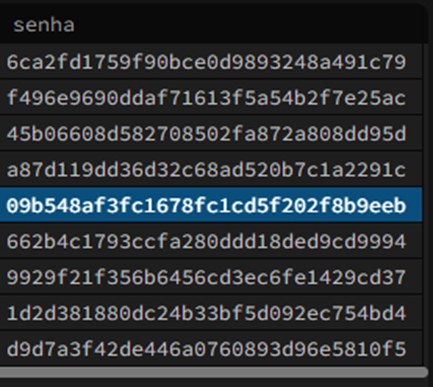 senha
6ca2fd1759f90bce0d9893248a491c79
f496e9690ddaf71613f5a54b2f7e25ac
45b06608d582708502fa872a808dd95d
a87d119dd36d32c68ad520b7c1a2291c
09b548af3fc1678fc1cd5f202f8b9eeb
662b4c1793ccfa280ddd18ded9cd9994
9929f21f356b6456cd3ec6fe1429cd37
1d2d381880dc24b33bf5d092ec754bd4
d9d7a3f42de446a0760893d96e5810f5